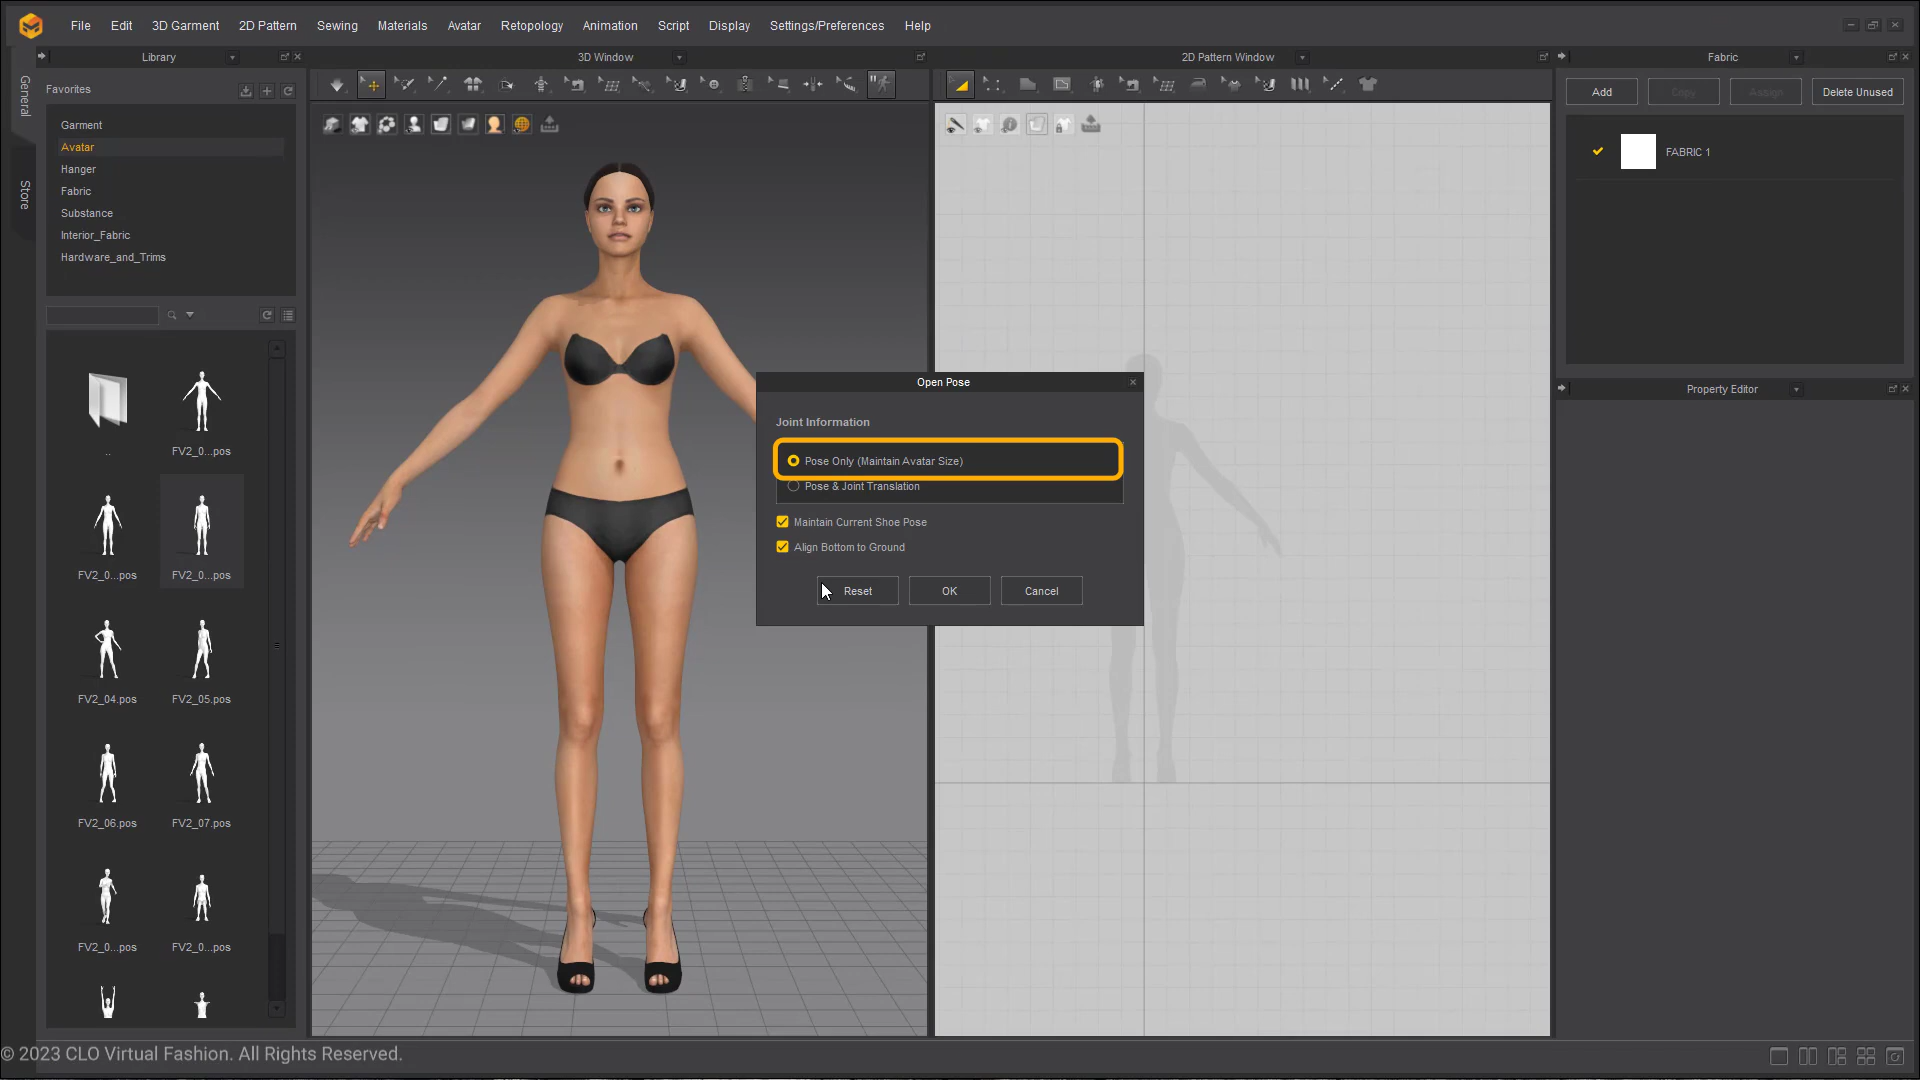 File Edit 3D Garment 2D Pattern Sewing Materials Avatar Retopology Animation Script Display Settings/Preferences Help
Library
3D Window
2D Pattern Window
Fabric
General
Store
Favorites
Garment
Avatar
Hanger
Fabric
Substance
Interior_Fabric
Hardware_and_Trims
Add Copy Assign Delete Unused
FABRIC 1
Property Editor
..
FV2_0...pos
FV2_0...pos
FV2_0...pos
FV2_04.pos
FV2_05.pos
FV2_06.pos
FV2_07.pos
FV2_0...pos
FV2_0...pos
Open Pose
Joint Information
Pose Only (Maintain Avatar Size)
Pose & Joint Translation
Maintain Current Shoe Pose
Align Bottom to Ground
Reset OK Cancel
© 2023 CLO Virtual Fashion. All Rights Reserved.